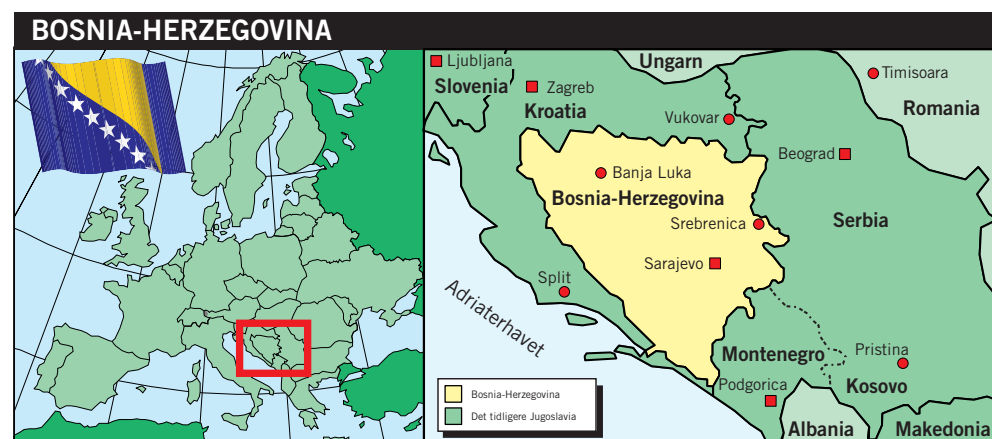 BOSNIA-HERZEGOVINA
Ljubljana
Slovenia
Zagreb
Kroatia
Ungarn
Vukovar
Timisoara
Romania
Beograd
Banja Luka
Bosnia-Herzegovina
Srebrenica
Serbia
Sarajevo
Split
Adriaterhavet
Montenegro
Pristina
Podgorica
Kosovo
Albania
Makedonia
Bosnia-Herzegovina
Det tidligere Jugoslavia